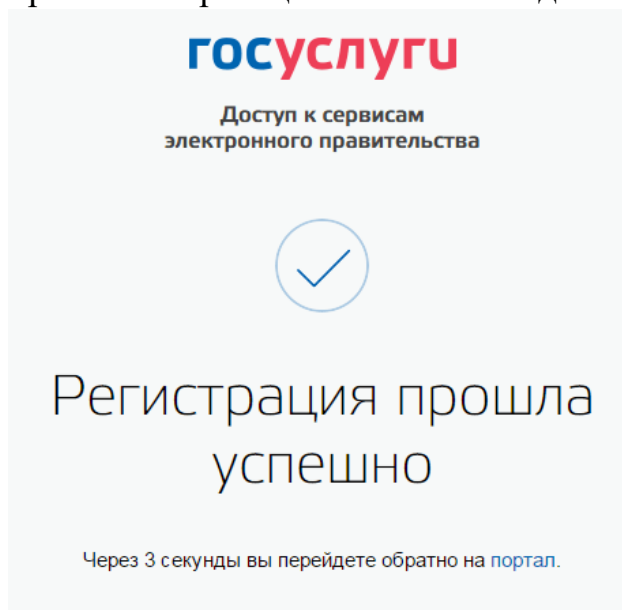 госуслуги
Доступ к сервисам
электронного правительства
Регистрация прошла
успешно
Через 3 секунды вы перейдете обратно на портал.